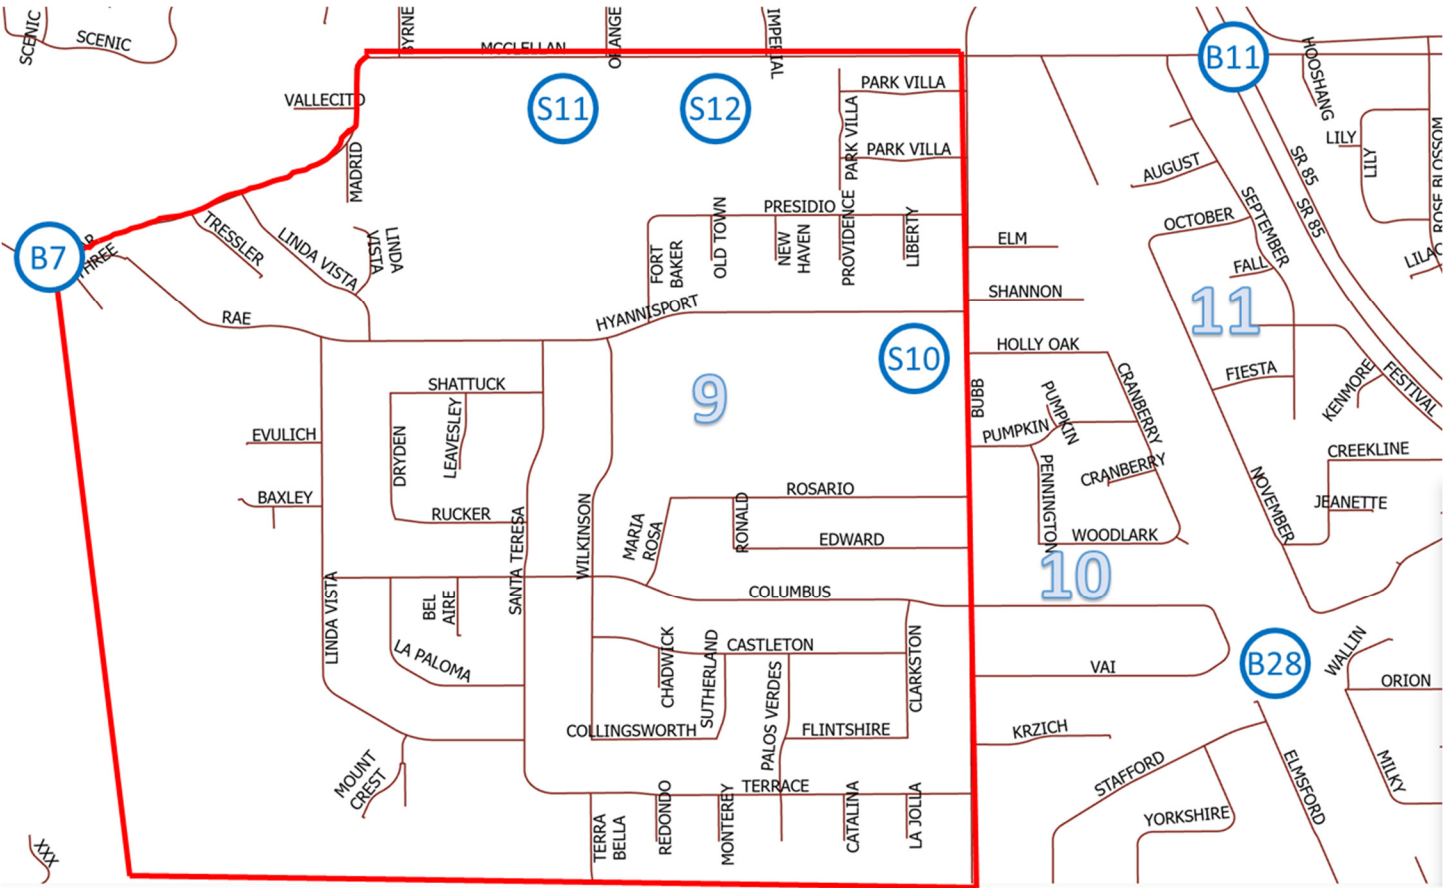 SCENIC
SCENIC
BYRNE
ORANGE
IMPERIAL
MCCLELLAN
B11
HOOSHANG
VALLECITO
S11
S12
PARK VILLA
PARK VILLA
PARK VILLA
LILY
LILY
ROSE BLOSSOM
SR 85
SR 85
AUGUST
MADRID
SEPTEMBER
OCTOBER
TRESSLER
LINDA VISTA
LINDA
VISTA
PRESIDIO
OLD TOWN
NEW
HAVEN
PROVIDENCE
LIBERTY
FORT
BAKER
ELM
B7
THREE
FALL
LILAC
SHANNON
11
RAE
HYANNISPORT
S10
HOLLY OAK
CRANBERRY
FIESTA
KENMORE
FESTIVAL
SHATTUCK
9
BUBB
PUMPKIN
PUMPKIN
DRYDEN
LEAVESLEY
EVULICH
CRANBERRY
CREEKLINE
PENNINGTON
NOVEMBER
BAXLEY
ROSARIO
JEANETTE
RUCKER
SANTA TERESA
WILKINSON
MARIA
ROSA
RONALD
EDWARD
WOODLARK
10
LINDA VISTA
BEL
AIRE
COLUMBUS
LA PALOMA
CHADWICK
SUTHERLAND
CASTLETON
CLARKSTON
VAI
B28
WALLIN
ORION
PALOS VERDES
COLLINGSWORTH
FLINTSHIRE
KRZICH
MOUNT
CREST
STAFFORD
ELMSFORD
MILKY
TERRACE
YORKSHIRE
TERRA
BELLA
REDONDO
MONTEREY
CATALINA
LA JOLLA
XXX